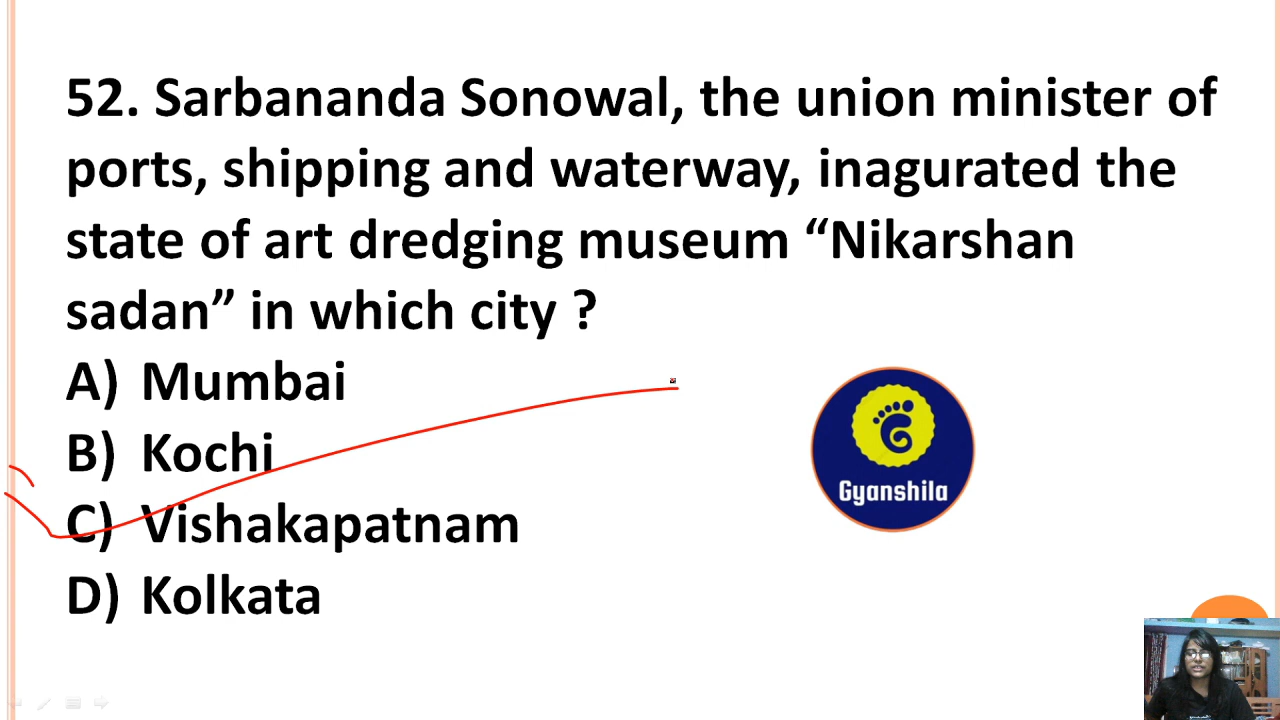 52. Sarbananda Sonowal, the union minister of
ports, shipping and waterway, inagurated the
state of art dredging museum “Nikarshan
sadan” in which city ?
A) Mumbai
B) Kochi
C) Vishakapatnam
D) Kolkata
Gyanshila